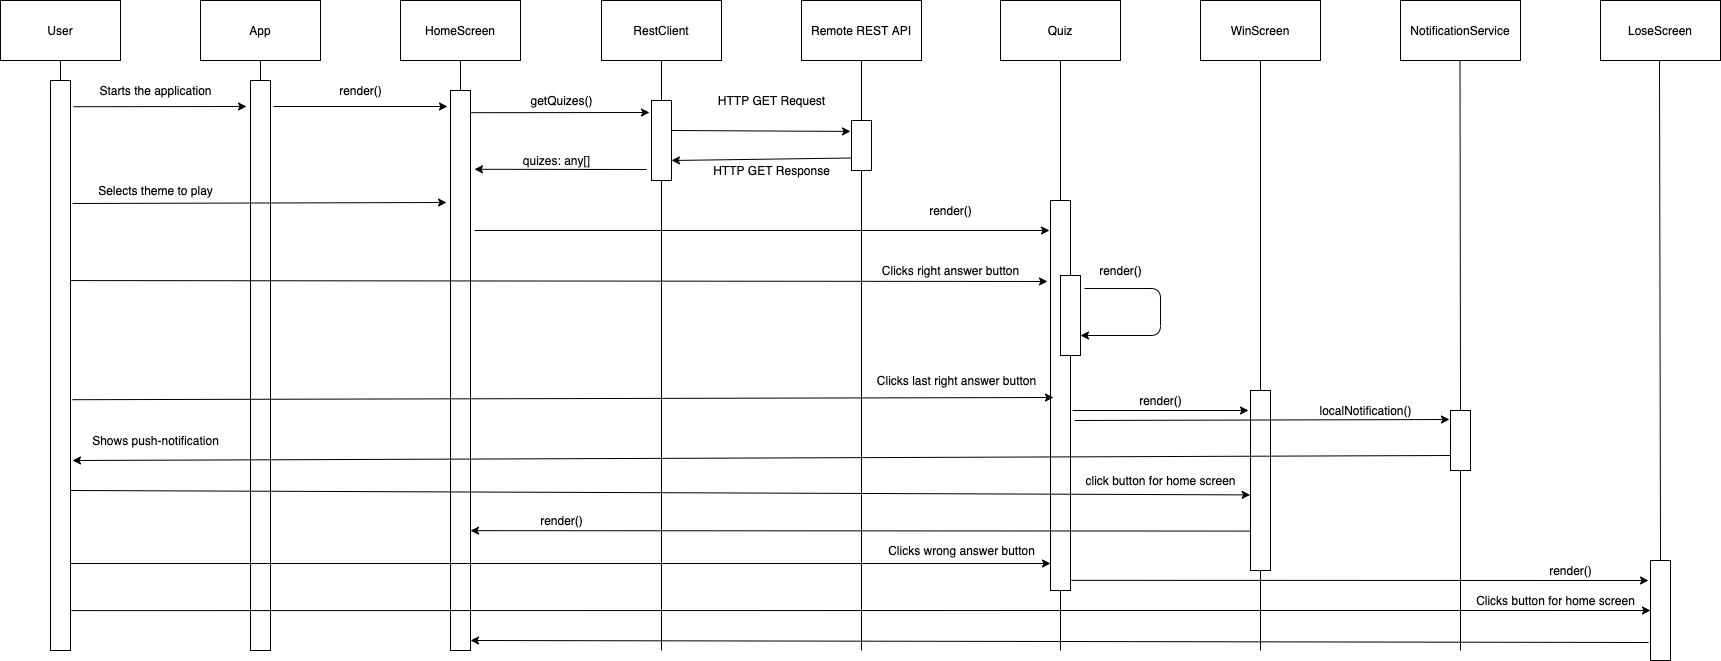 User
App
HomeScreen
RestClient
Remote REST API
Quiz
WinScreen
NotificationService
LoseScreen
Starts the application
render()
getQuizes()
HTTP GET Request
quizes: any[]
HTTP GET Response
Selects theme to play
render()
Clicks right answer button
render()
Clicks last right answer button
render()
localNotification()
Shows push-notification
click button for home screen
render()
Clicks wrong answer button
render()
Clicks button for home screen